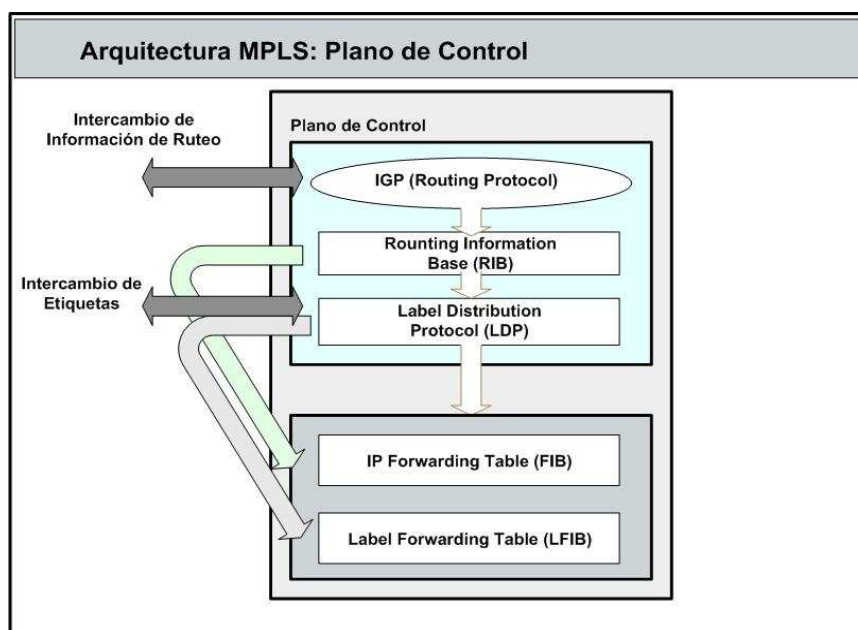 Arquitectura MPLS: Plano de Control
Intercambio de
Información de Ruteo
Plano de Control
IGP (Routing Protocol)
Rounting Information
Base (RIB)
Intercambio de
Etiquetas
Label Distribution
Protocol (LDP)
IP Forwarding Table (FIB)
Label Forwarding Table (LFIB)